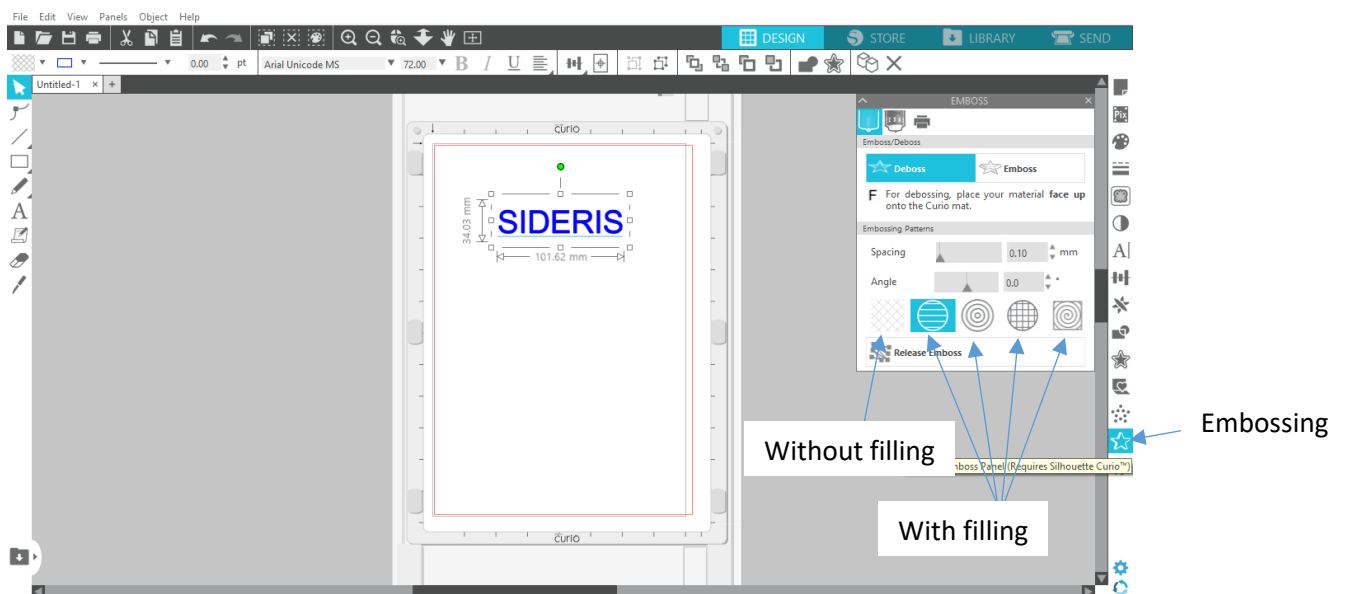 File Edit View Panels Object Help
DESIGN STORE LIBRARY SEND
0.00 pt Arial Unicode MS 72.00 B I U
Untitled-1 × +
EMBOSS
Pix
Emboss/Deboss
Deboss Emboss
F For debossing, place your material face up
onto the Curio mat.
Embossing Patterns
Spacing 0.10 mm
Angle 0.0 °
Release Emboss
curio
34.03 mm
SIDERIS
101.62 mm
curio
A
A
Embossing
Without filling
mboss Panel (Requires Silhouette Curio™)
With filling